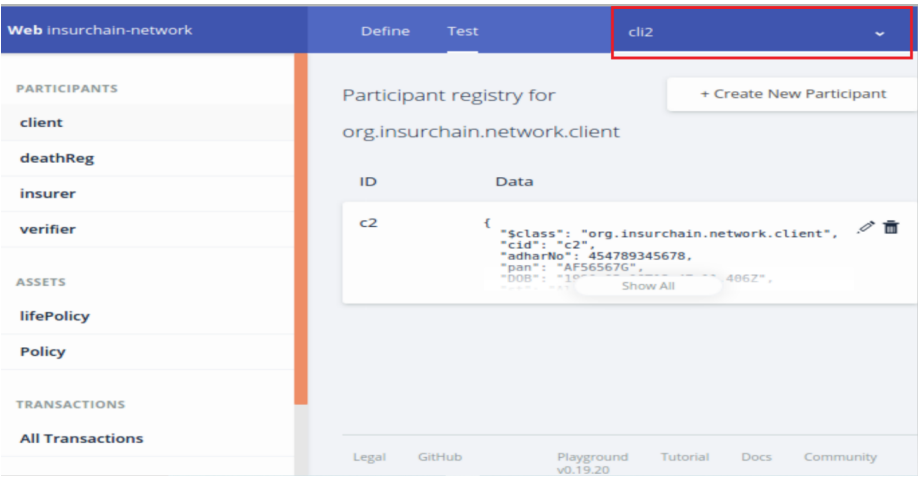 Web insurchain-network
Define Test cli2
PARTICIPANTS
client
deathReg
insurer
verifier
ASSETS
lifePolicy
Policy
TRANSACTIONS
All Transactions
Participant registry for
org.insurchain.network.client
+ Create New Participant
ID Data
c2 {
"$class": "org.insurchain.network.client",
"cid": "c2",
"adharNo": 454789345678,
"pan": "AF56567G",
"DOB": 406Z",
Show All
Legal GitHub Playground v0.19.20 Tutorial Docs Community